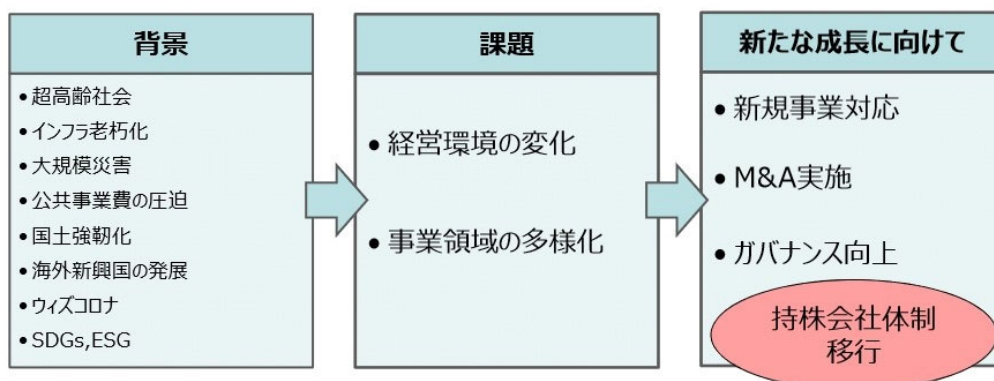 背景
• 超高齢社会
• インフラ老朽化
• 大規模災害
• 公共事業費の圧迫
• 国土強靭化
• 海外新興国の発展
• ウィズコロナ
• SDGs,ESG
課題
• 経営環境の変化
• 事業領域の多様化
新たな成長に向けて
• 新規事業対応
• M&A実施
• ガバナンス向上
持株会社体制
移行